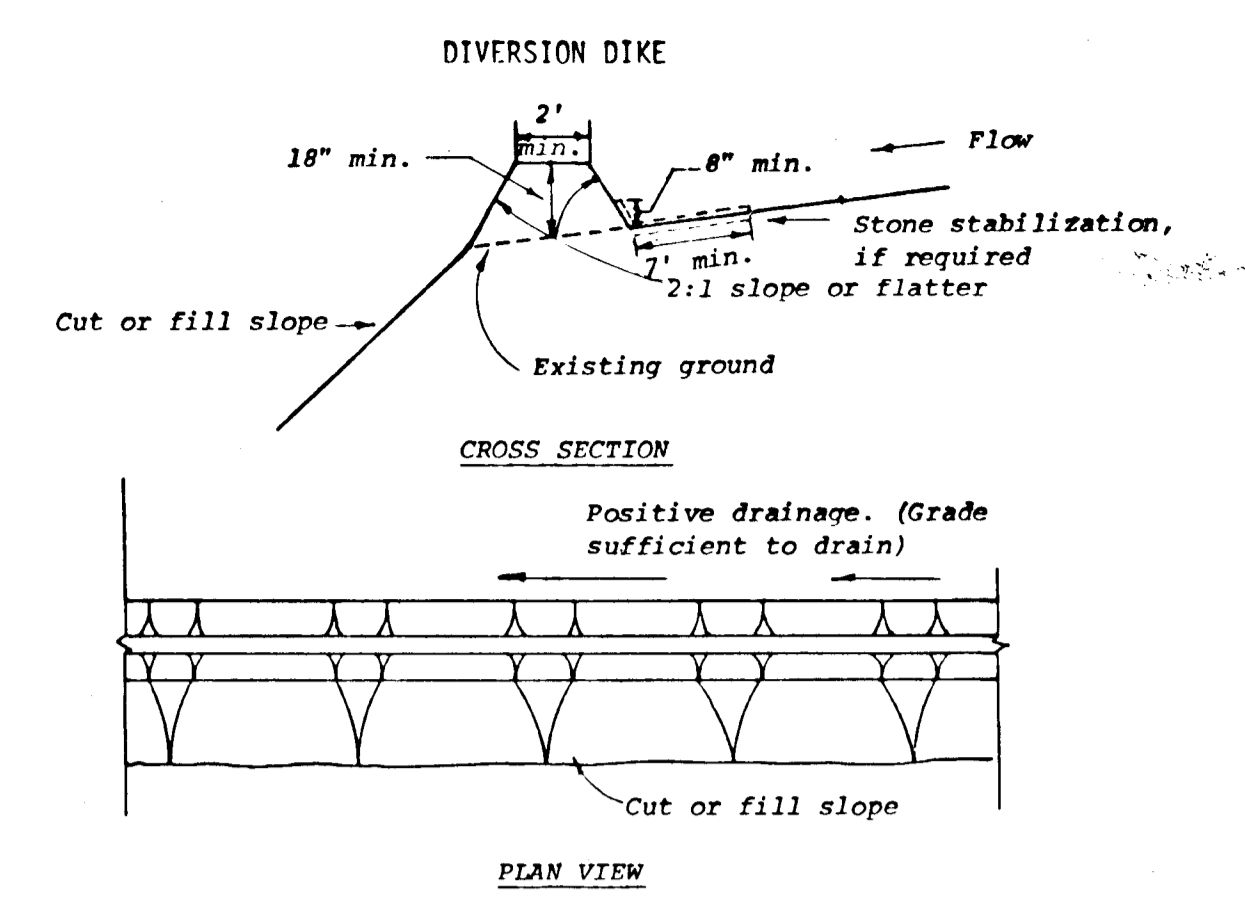 DIVERSION DIKE
2'
min.
18" min.
8" min.
Flow
Stone stabilization,
if required
7' min.
2:1 slope or flatter
Cut or fill slope
Existing ground
CROSS SECTION
Positive drainage. (Grade
sufficient to drain)
Cut or fill slope
PLAN VIEW